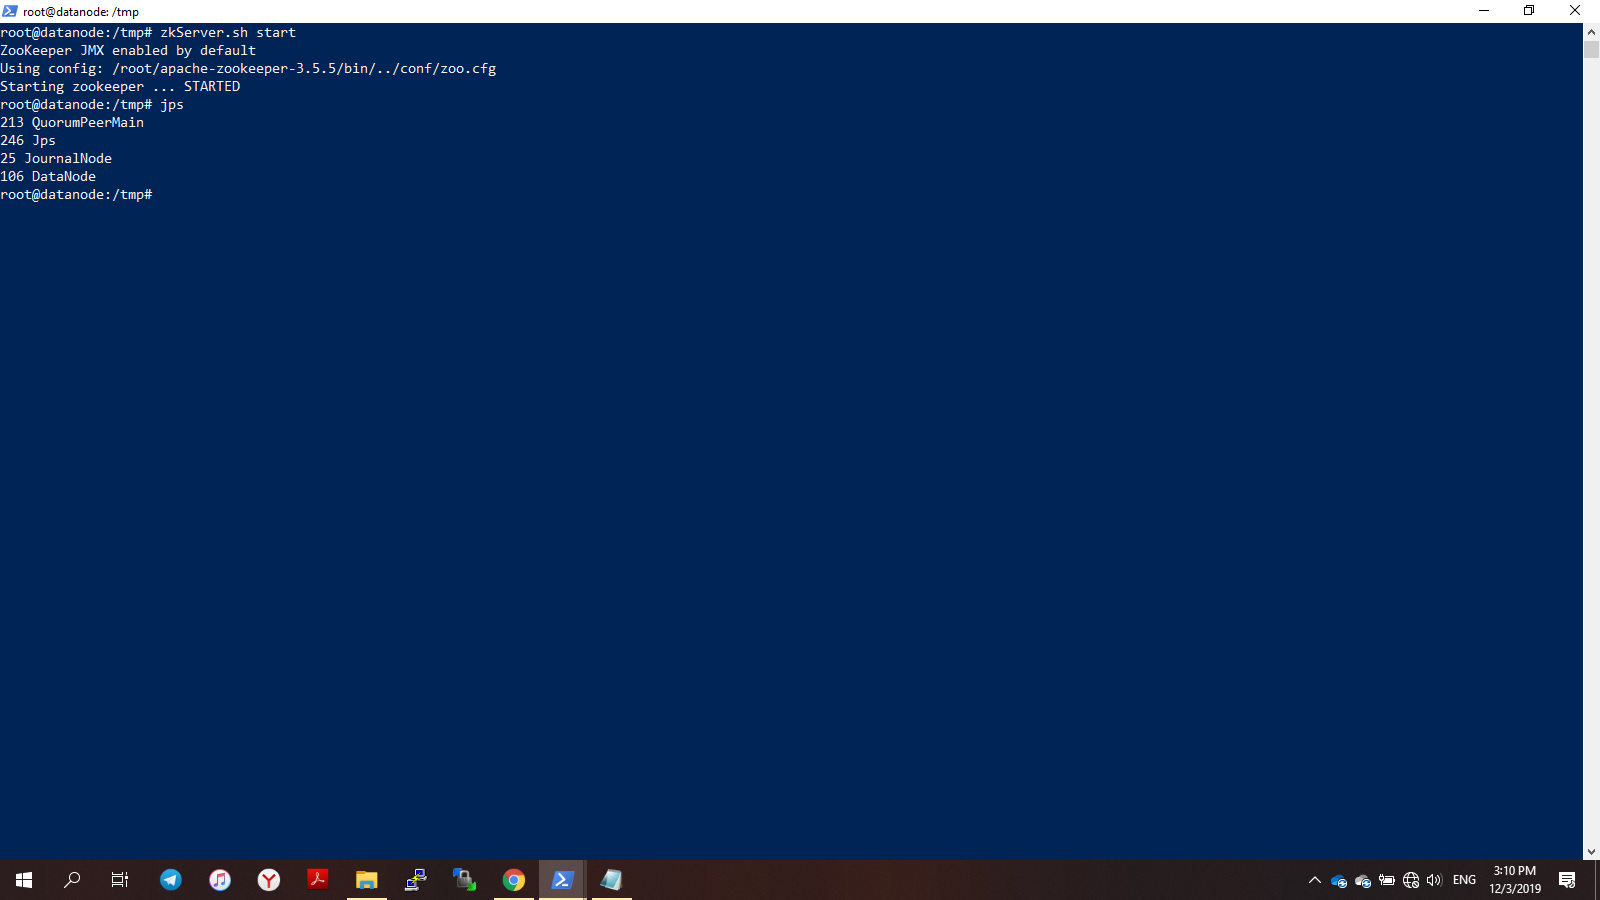 root@datanode: /tmp
root@datanode:/tmp# zkServer.sh start
ZooKeeper JMX enabled by default
Using config: /root/apache-zookeeper-3.5.5/bin/../conf/zoo.cfg
Starting zookeeper ... STARTED
root@datanode:/tmp# jps
213 QuorumPeerMain
246 Jps
25 JournalNode
106 DataNode
root@datanode:/tmp#
ENG
3:10 PM
12/3/2019